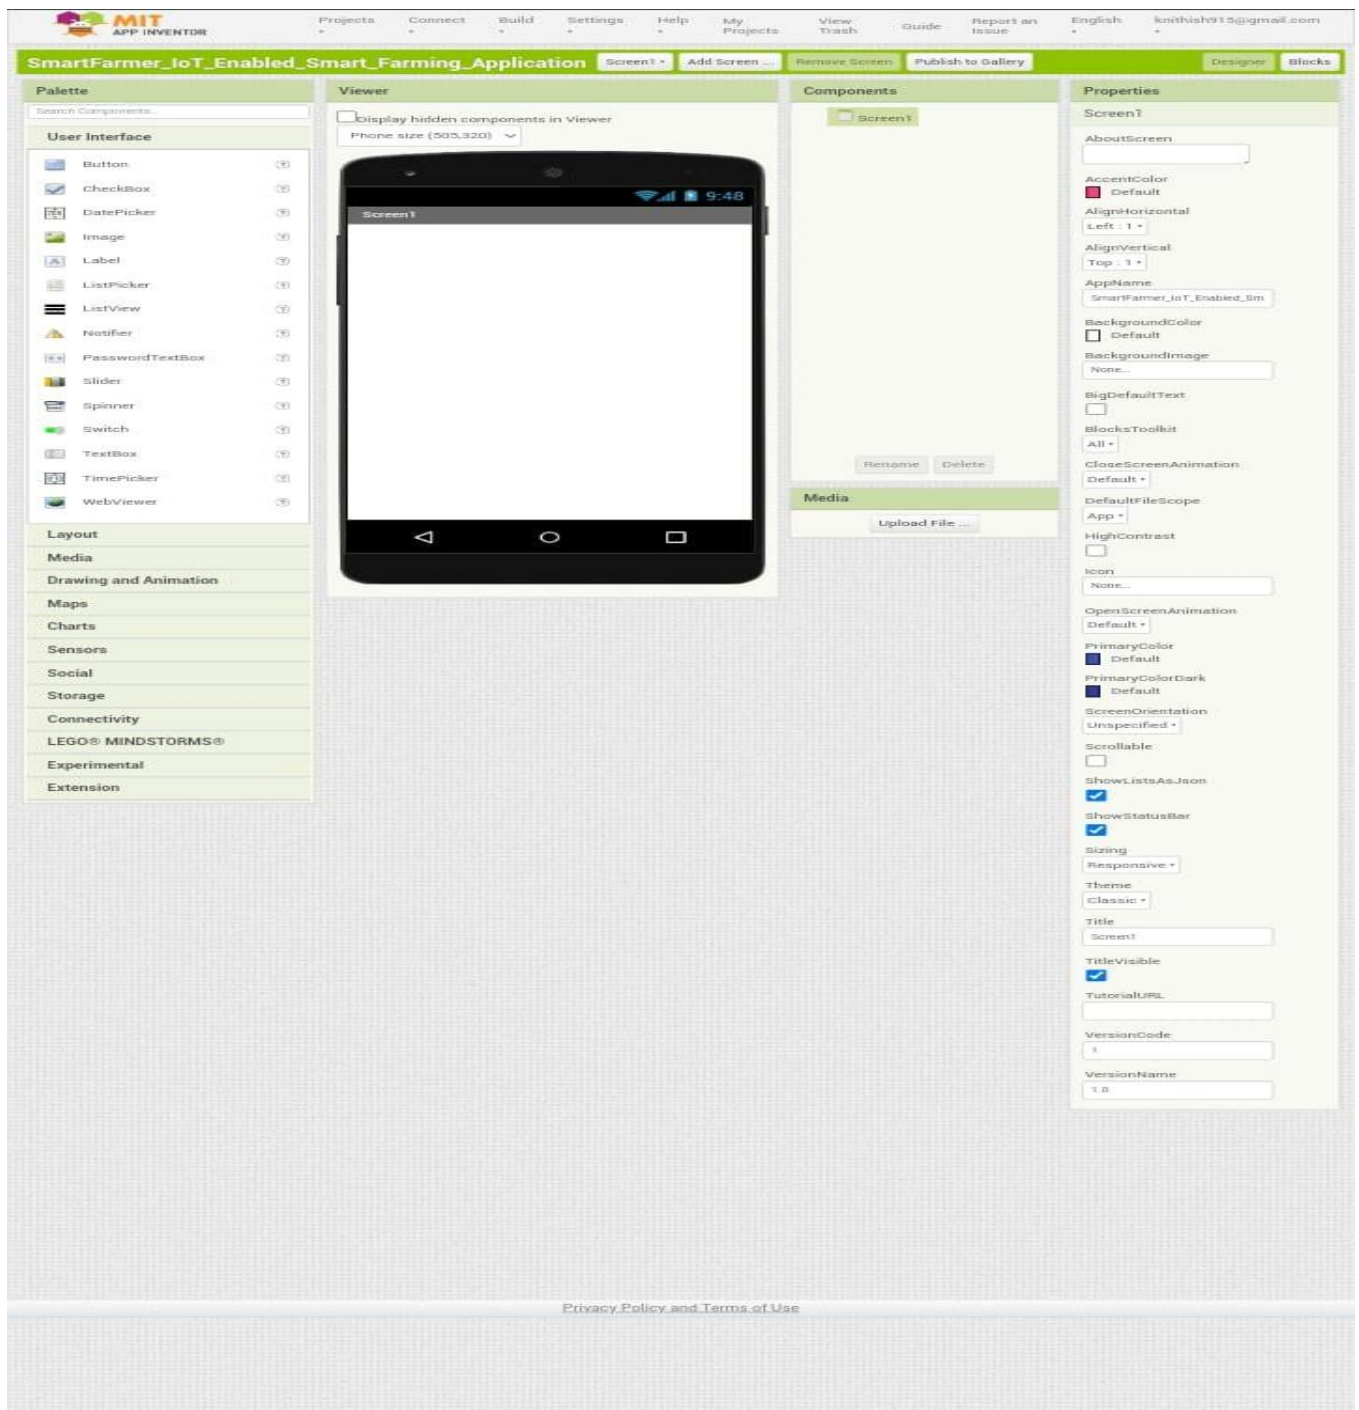 MIT
APP INVENTOR
Projects
Connect
Build
Settings
Help
My Projects
View Trash
Guide
Report an Issue
English
knithish915@gmail.com
SmartFarmer_IoT_Enabled_Smart_Farming_Application
Screen1
Add Screen ...
Remove Screen
Publish to Gallery
Designer
Blocks
Palette
Search Components...
User Interface
Button
CheckBox
DatePicker
Image
Label
ListPicker
ListView
Notifier
PasswordTextBox
Slider
Spinner
Switch
TextBox
TimePicker
WebViewer
Layout
Media
Drawing and Animation
Maps
Charts
Sensors
Social
Storage
Connectivity
LEGO® MINDSTORMS®
Experimental
Extension
Viewer
Display hidden components in Viewer
Phone size (505,320)
9:48
Screen1
Components
Screen1
Rename
Delete
Media
Upload File ...
Properties
Screen1
AboutScreen
AccentColor
Default
AlignHorizontal
Left : 1
AlignVertical
Top : 1
AppName
SmartFarmer_IoT_Enabled_Sm
BackgroundColor
Default
BackgroundImage
None...
BigDefaultText
BlocksToolkit
All
CloseScreenAnimation
Default
DefaultFileScope
App
HighContrast
Icon
None...
OpenScreenAnimation
Default
PrimaryColor
Default
PrimaryColorDark
Default
ScreenOrientation
Unspecified
Scrollable
ShowListsAsJson
ShowStatusBar
Sizing
Responsive
Theme
Classic
Title
Screen1
TitleVisible
TutorialURL
VersionCode
1
VersionName
1.0
Privacy Policy and Terms of Use